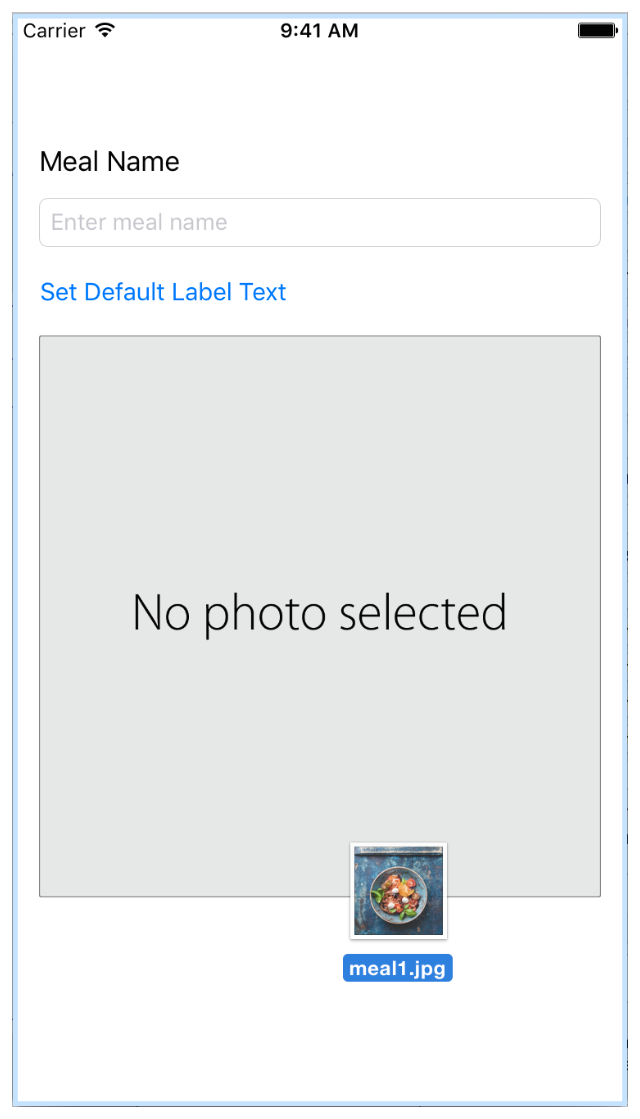 Carrier
9:41 AM
Meal Name
Enter meal name
Set Default Label Text
No photo selected
meal1.jpg